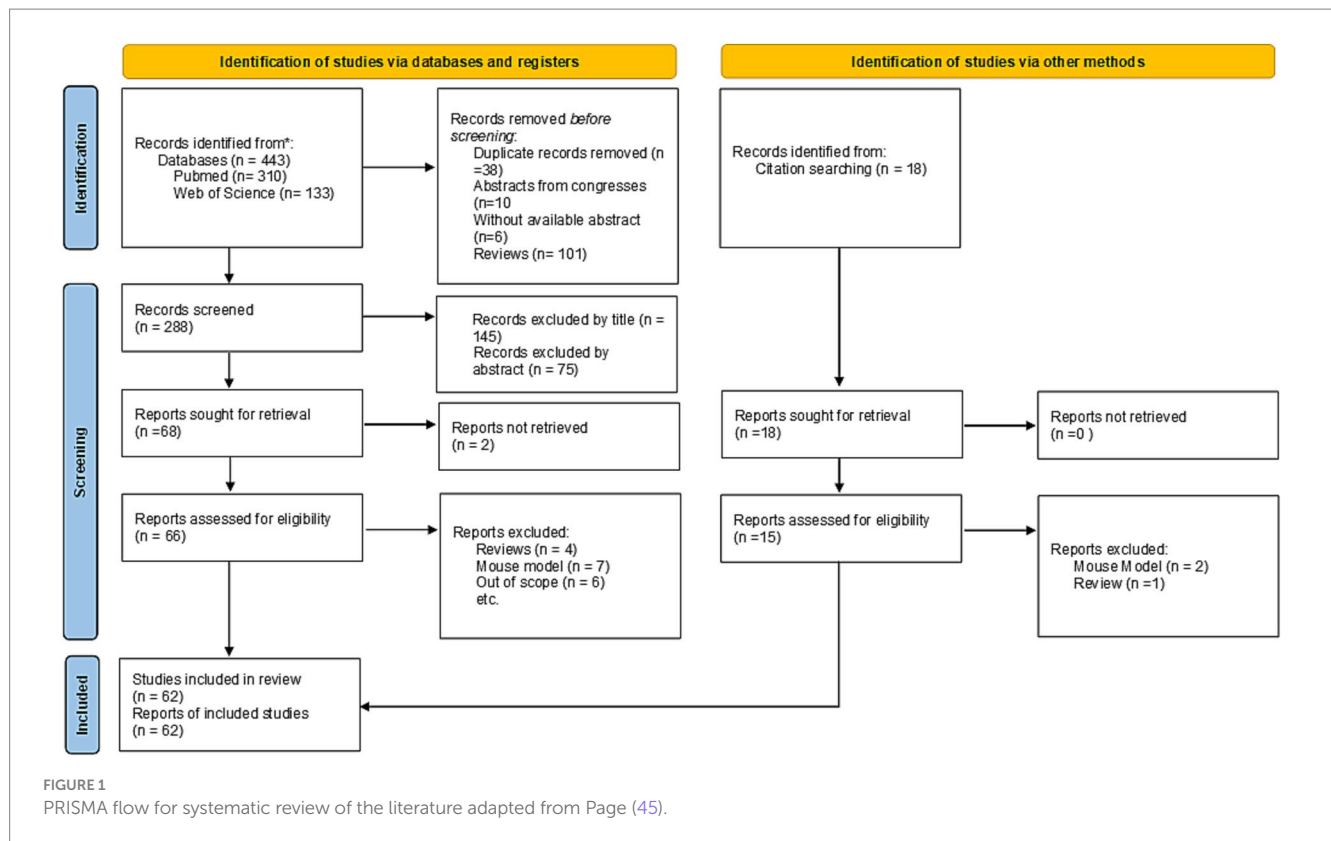 Identification of studies via databases and registers
Identification of studies via other methods
Identification
Records identified from*:
Databases (n = 443)
Pubmed (n= 310)
Web of Science (n= 133)
Records removed before
screening:
Duplicate records removed (n
=38)
Abstracts from congresses
(n=10
Without available abstract
(n=6)
Reviews (n= 101)
Records identified from:
Citation searching (n = 18)
Screening
Records screened
(n = 288)
Records excluded by title (n =
145)
Records excluded by
abstract (n = 75)
Reports sought for retrieval
(n =68)
Reports not retrieved
(n = 2)
Reports sought for retrieval
(n =18)
Reports not retrieved
(n =0 )
Reports assessed for eligibility
(n = 66)
Reports excluded:
Reviews (n = 4)
Mouse model (n = 7)
Out of scope (n = 6)
etc.
Reports assessed for eligibility
(n =15)
Reports excluded:
Mouse Model (n = 2)
Review (n =1)
Included
Studies included in review
(n = 62)
Reports of included studies
(n = 62)
FIGURE 1
PRISMA flow for systematic review of the literature adapted from Page (45).